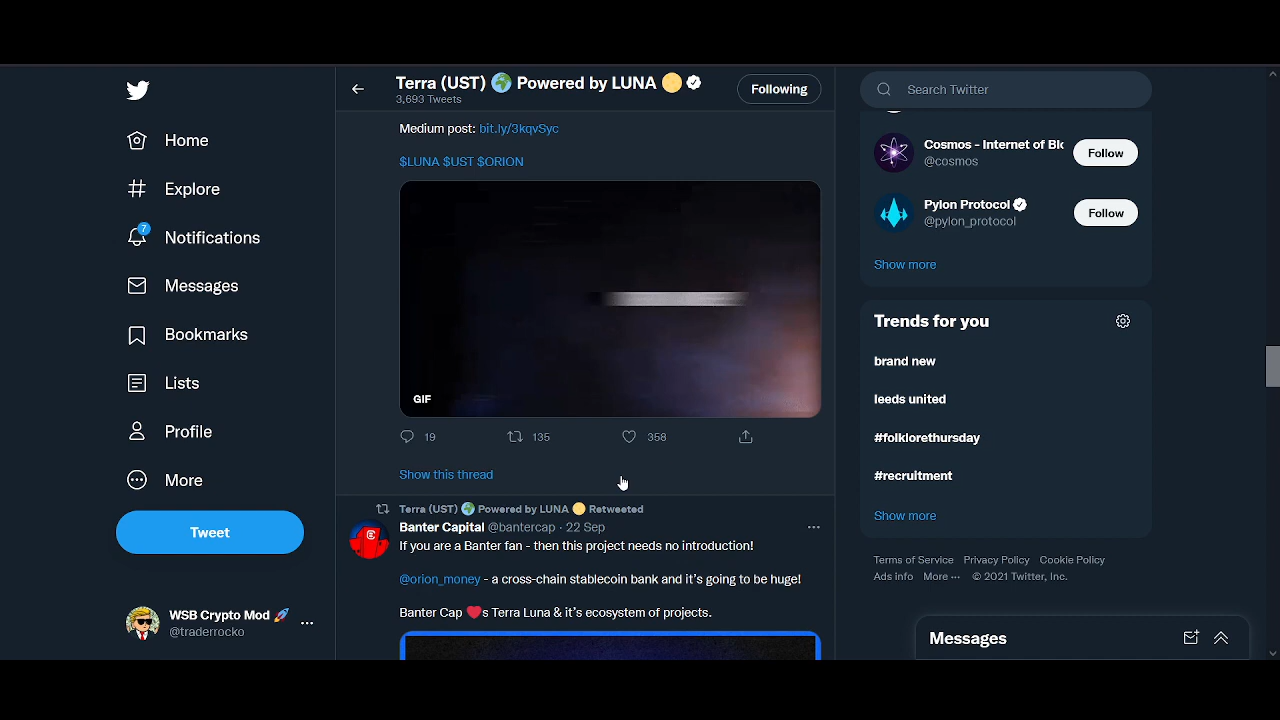 Home
Explore
7
Notifications
Messages
Bookmarks
Lists
Profile
More
Tweet
WSB Crypto Mod 🚀
@traderrocko
Terra (UST) 🌍 Powered by LUNA 🌕
3,693 Tweets
Following
Medium post: bit.ly/3kqvSyc
$LUNA $UST $ORION
GIF
19 135 358
Show this thread
Terra (UST) 🌍 Powered by LUNA 🌕 Retweeted
Banter Capital @bantercap · 22 Sep
If you are a Banter fan - then this project needs no introduction!
@orion_money - a cross-chain stablecoin bank and it's going to be huge!
Banter Cap ❤️s Terra Luna & it's ecosystem of projects.
Search Twitter
Cosmos - Internet of Blc
@cosmos
Follow
Pylon Protocol
@pylon_protocol
Follow
Show more
Trends for you
brand new
leeds united
#folklorethursday
#recruitment
Show more
Terms of Service Privacy Policy Cookie Policy
Ads info More ··· © 2021 Twitter, Inc.
Messages